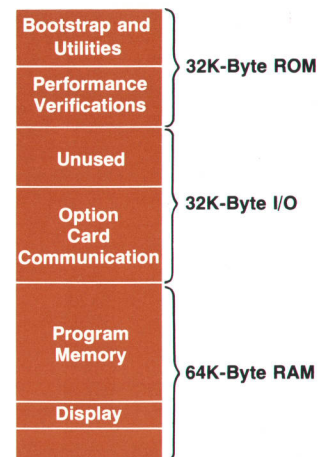 Bootstrap and
Utilities
Performance
Verifications
32K-Byte ROM
Unused
Option
Card
Communication
32K-Byte I/O
Program
Memory
Display
64K-Byte RAM